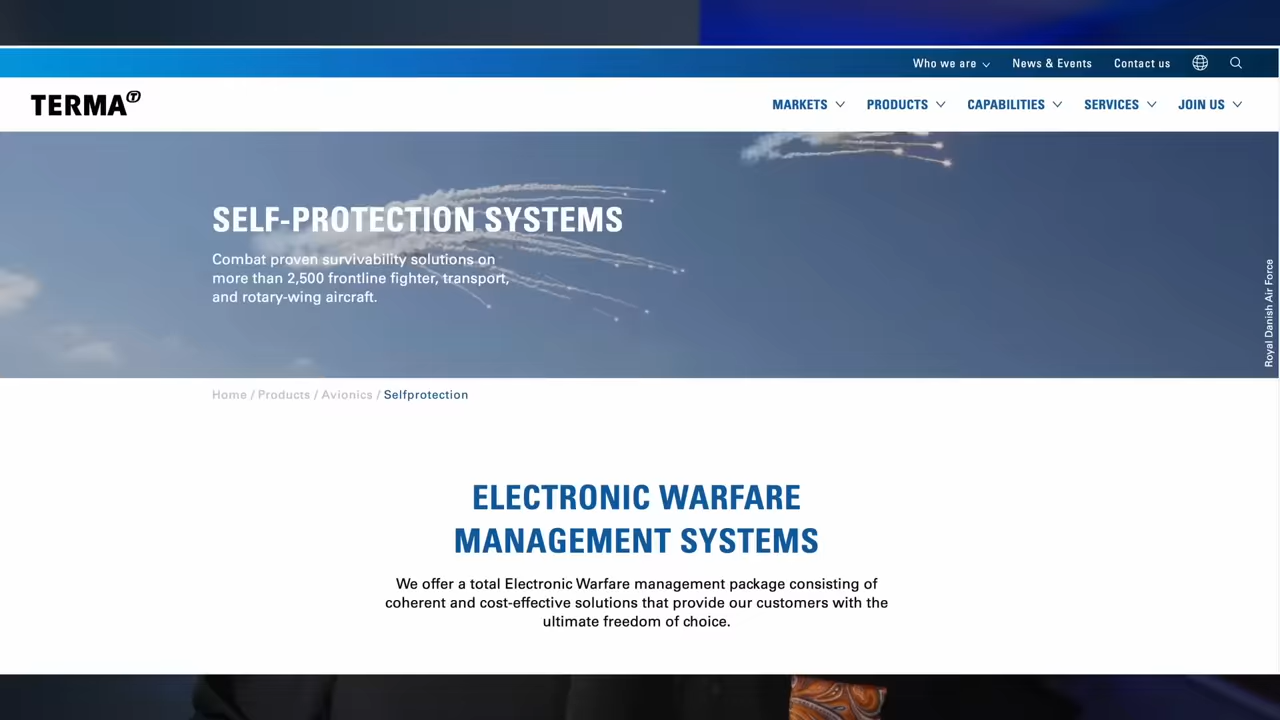 Who we are
News & Events
Contact us
TERMA
MARKETS
PRODUCTS
CAPABILITIES
SERVICES
JOIN US
SELF-PROTECTION SYSTEMS
Combat proven survivability solutions on
more than 2,500 frontline fighter, transport,
and rotary-wing aircraft.
Royal Danish Air Force
Home / Products / Avionics / Selfprotection
ELECTRONIC WARFARE
MANAGEMENT SYSTEMS
We offer a total Electronic Warfare management package consisting of
coherent and cost-effective solutions that provide our customers with the
ultimate freedom of choice.